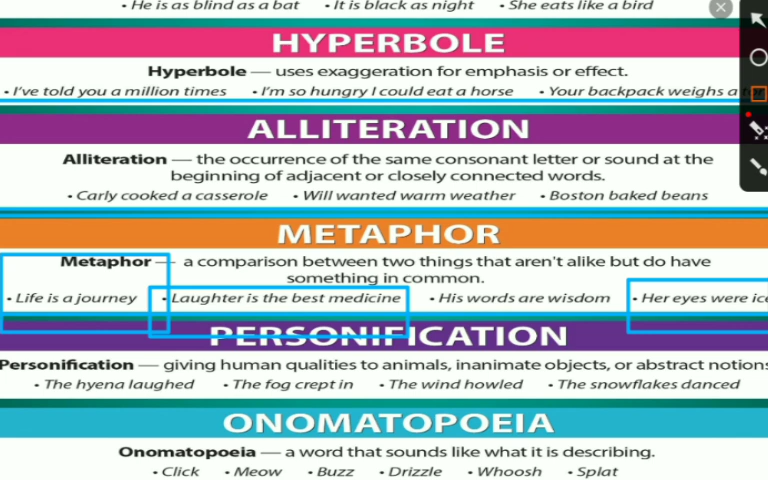 • He is as blind as a bat • It is black as night • She eats like a bird
HYPERBOLE
Hyperbole — uses exaggeration for emphasis or effect.
• I've told you a million times • I'm so hungry I could eat a horse • Your backpack weighs a
ALLITERATION
Alliteration — the occurrence of the same consonant letter or sound at the
beginning of adjacent or closely connected words.
• Carly cooked a casserole • Will wanted warm weather • Boston baked beans
METAPHOR
Metaphor — a comparison between two things that aren't alike but do have
something in common.
• Life is a journey • Laughter is the best medicine • His words are wisdom • Her eyes were ice
PERSONIFICATION
Personification — giving human qualities to animals, inanimate objects, or abstract notions
• The hyena laughed • The fog crept in • The wind howled • The snowflakes danced
ONOMATOPOEIA
Onomatopoeia — a word that sounds like what it is describing.
• Click • Meow • Buzz • Drizzle • Whoosh • Splat